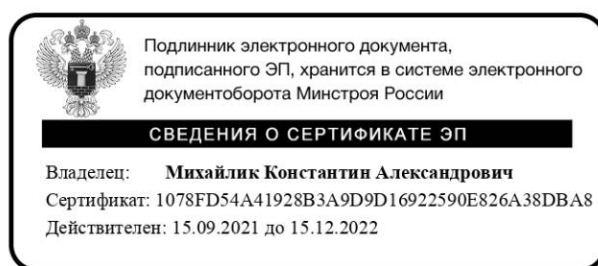 Подлинник электронного документа,
подписанного ЭП, хранится в системе электронного
документооборота Минстроя России
СВЕДЕНИЯ О СЕРТИФИКАТЕ ЭП
Владелец: Михайлик Константин Александрович
Сертификат: 1078FD54A41928B3A9D9D16922590E826A38DBA8
Действителен: 15.09.2021 до 15.12.2022